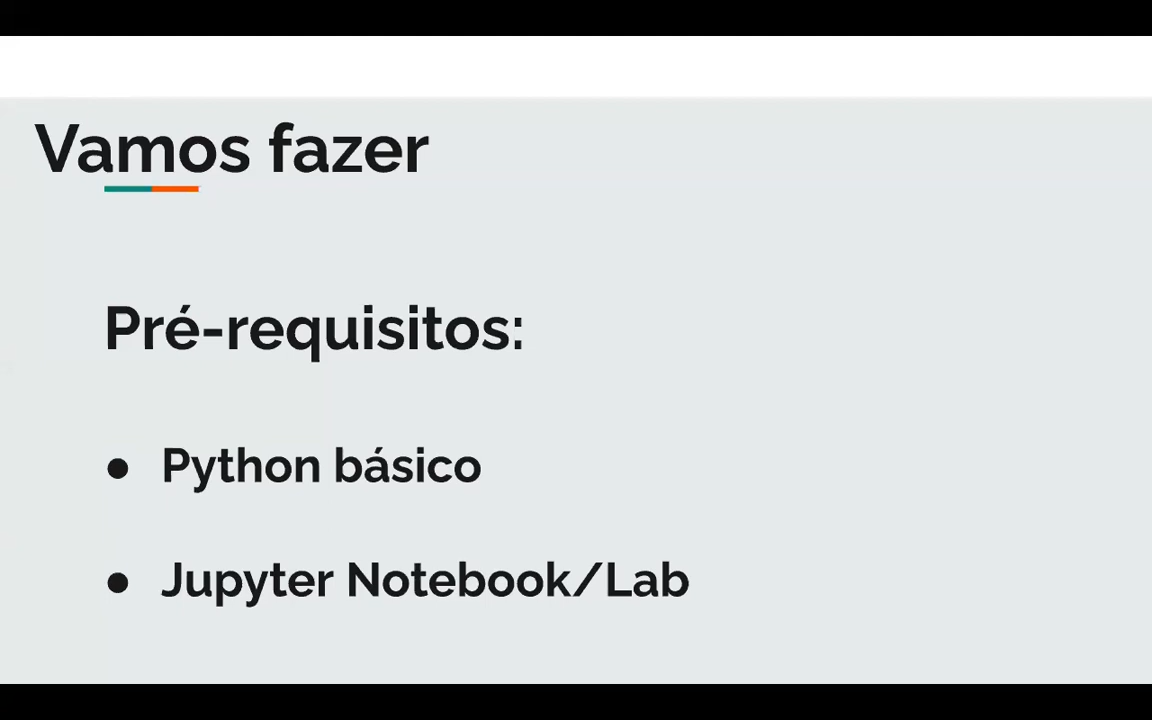 Vamos fazer
Pré-requisitos:
● Python básico
● Jupyter Notebook/Lab